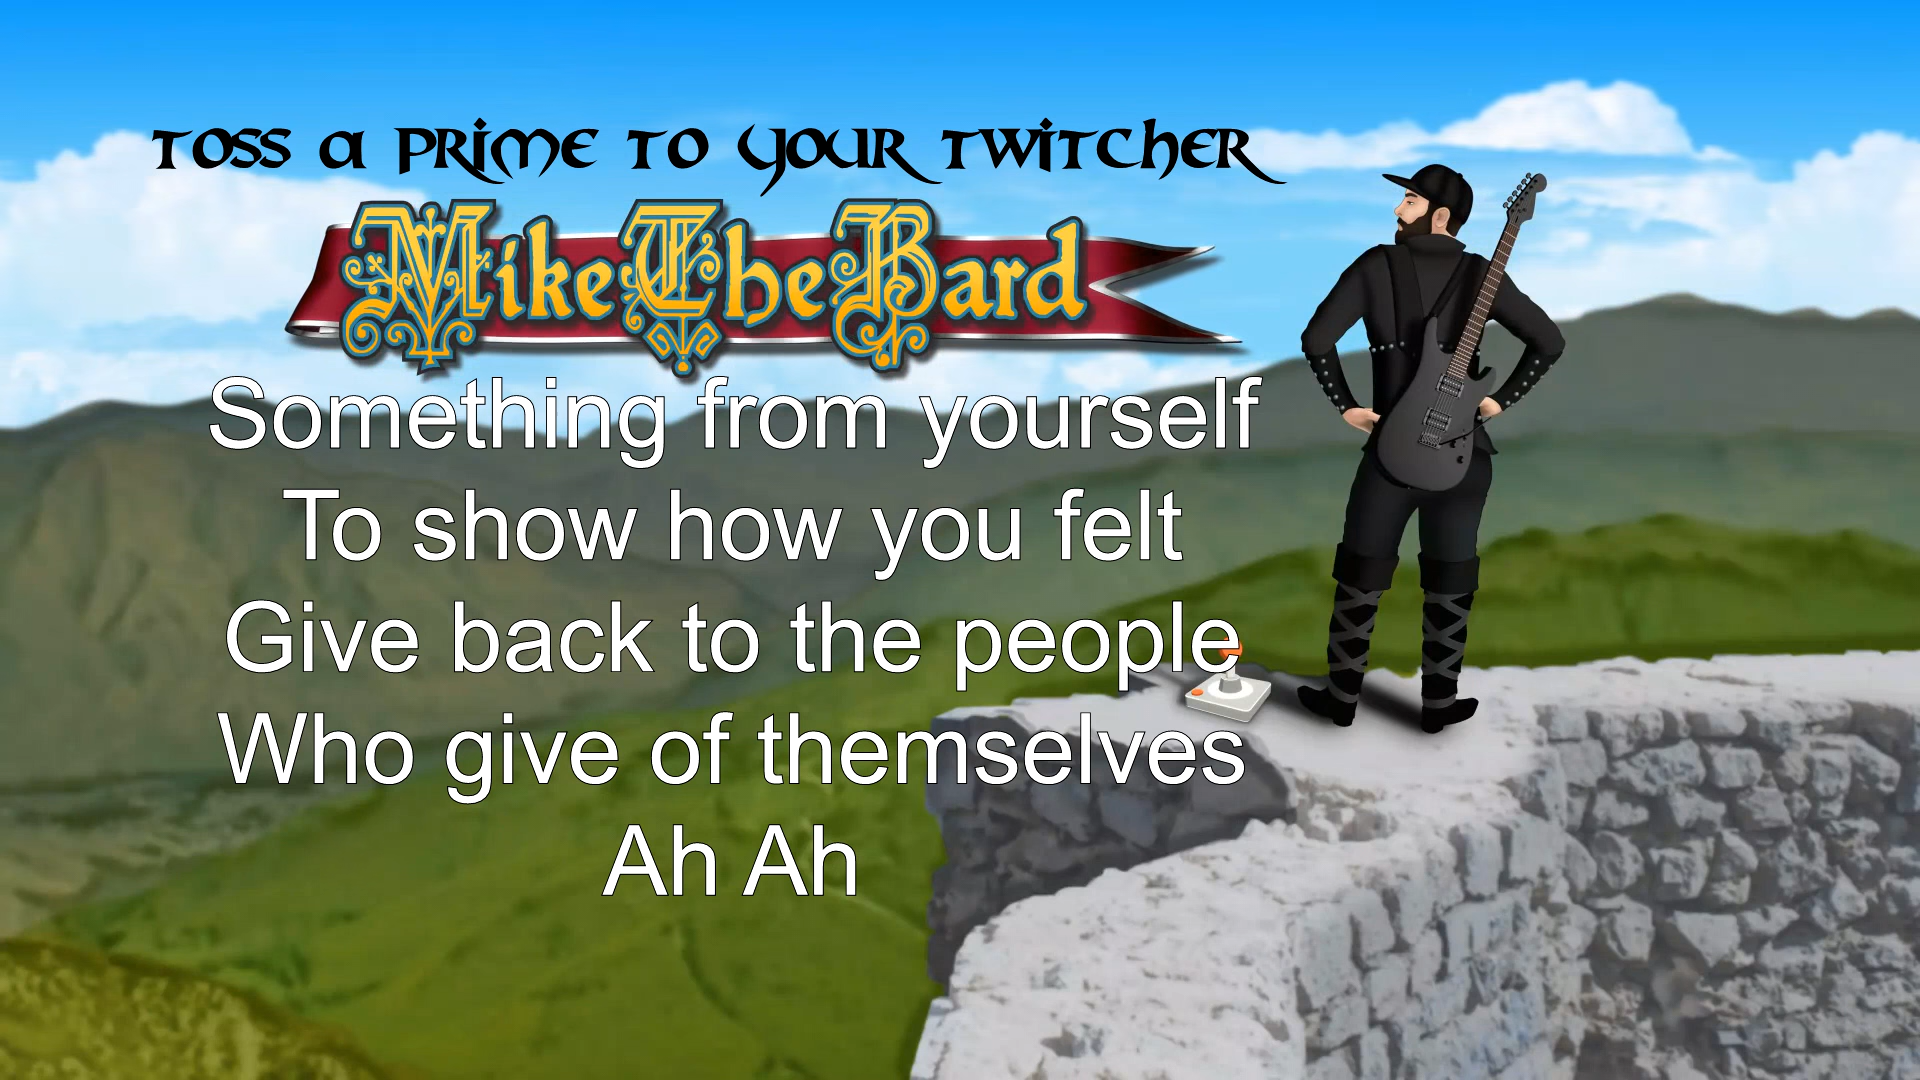 TOSS A PRIME TO YOUR TWITCHER
MikeTheBard
Something from yourself
To show how you felt
Give back to the people
Who give of themselves
Ah Ah